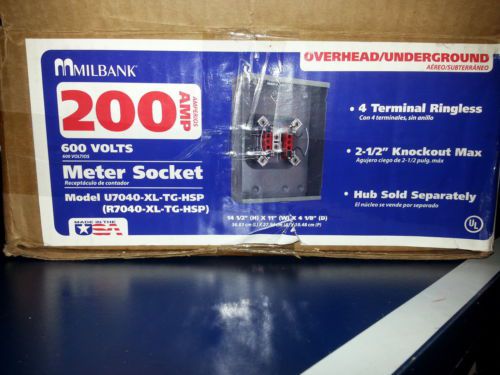 MILBANK
200
AMP
AMPERIOS
600 VOLTS
600 VOLTIOS
Meter Socket
Receptáculo de contador
Model U7040-XL-TG-HSP
(R7040-XL-TG-HSP)
MADE IN THE
USA
14 1/2" (H) X 11" (W) X 4 1/8" (D)
OVERHEAD/UNDERGROUND
AÉREO/SUBTERRÁNEO
• 4 Terminal Ringless
Con 4 terminales, sin anillo
• 2-1/2" Knockout Max
Agujero ciego de 2-1/2 pulg. máx
• Hub Sold Separately
El núcleo se vende por separado
UL